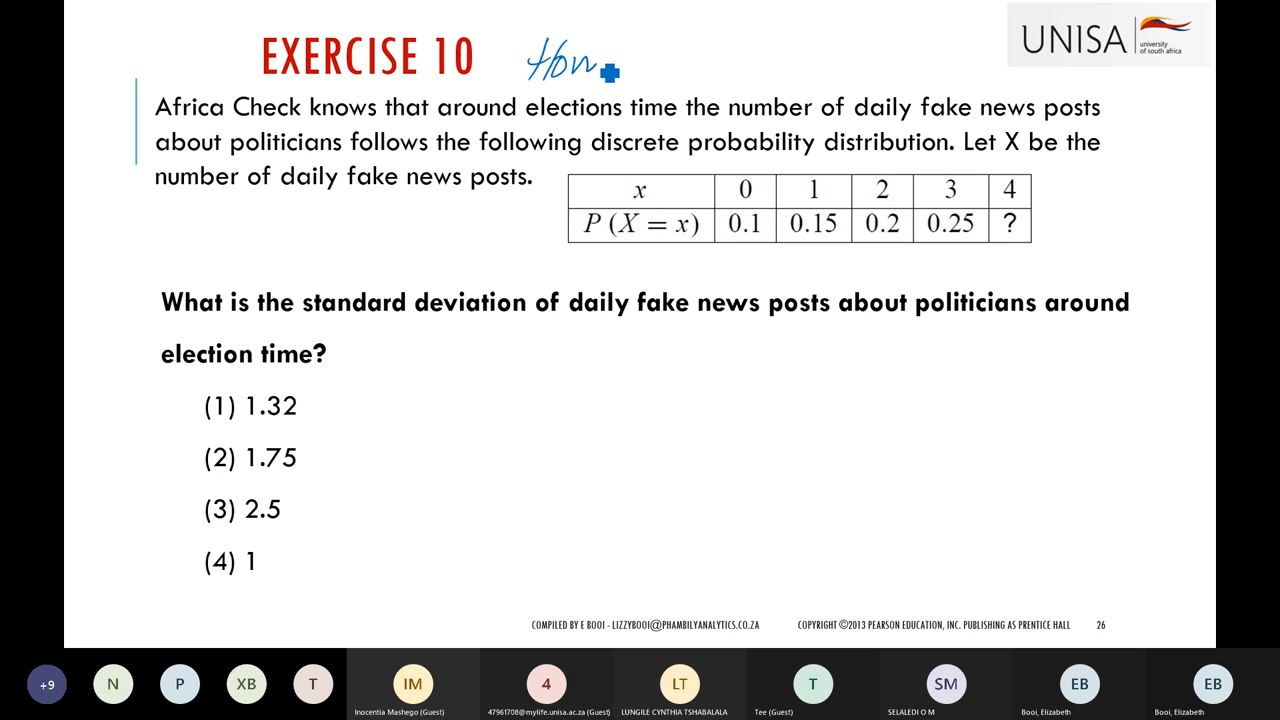 EXERCISE 10
UNISA
university
of south africa
Africa Check knows that around elections time the number of daily fake news posts
about politicians follows the following discrete probability distribution. Let X be the
number of daily fake news posts.
x 0 1 2 3 4
P (X = x) 0.1 0.15 0.2 0.25 ?
What is the standard deviation of daily fake news posts about politicians around
election time?
(1) 1.32
(2) 1.75
(3) 2.5
(4) 1
COMPILED BY E BOOI - LIZZYBOOI@PHAMBILYANALYTICS.CO.ZA
COPYRIGHT ©2013 PEARSON EDUCATION, INC. PUBLISHING AS PRENTICE HALL
26
+9
N
P
XB
T
IM
Inocentia Mashego (Guest)
4
47961708@mylife.unisa.ac.za (Guest)
LT
LUNGILE CYNTHIA TSHABALALA
T
Tee (Guest)
SM
SELALEDI O M
EB
Booi, Elizabeth
EB
Booi, Elizabeth